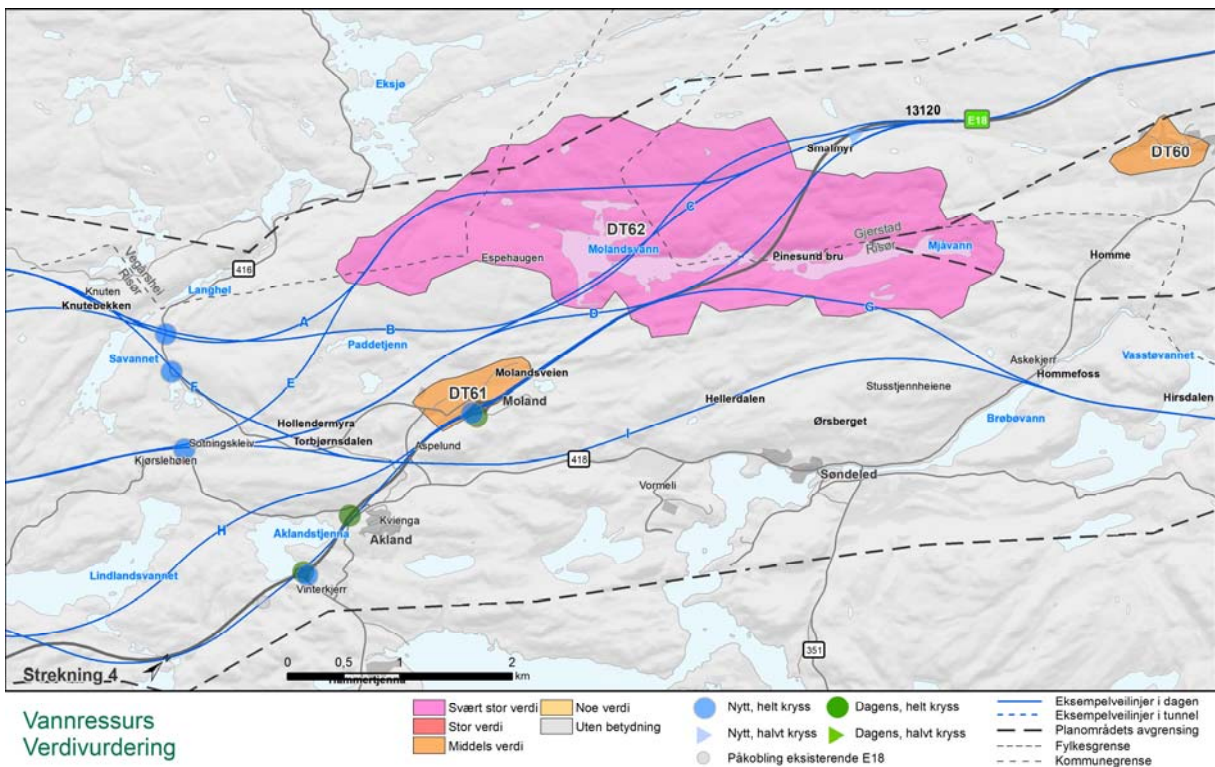 Eksjø
13120
E18
Smalmyr
DT60
DT62
Molandsvann
C
Gjerstad
Risør
Mjåvann
Pinesund bru
Homme
Espehaugen
416
Vegårshei
Risør
Langhei
Knuten
Knutebekken
A
B
D
G
Paddetjenn
Savannet
E
F
Molandsveien
DT61
Moland
Askekjerr
Hommefoss
Vasstøvannet
Stusstjennheiene
Hellerdalen
Hirsdalen
Hollendermyra
Torbjørnsdalen
Ørsberget
Brøbøvann
Sotningskleiv
Aspelund
I
Kjørslehølen
418
Søndeled
Vormeli
Kvienga
Akland
Aklandstjenna
H
Lindlandsvannet
Vinterkjerr
351
Strekning 4
0 0,5 1 2
km
Hammertjenna
Vannressurs
Verdivurdering
Svært stor verdi
Stor verdi
Middels verdi
Noe verdi
Uten betydning
Nytt, helt kryss
Nytt, halvt kryss
Påkobling eksisterende E18
Dagens, helt kryss
Dagens, halvt kryss
Eksempelveilinjer i dagen
Eksempelveilinjer i tunnel
Planområdets avgrensing
Fylkesgrense
Kommunegrense